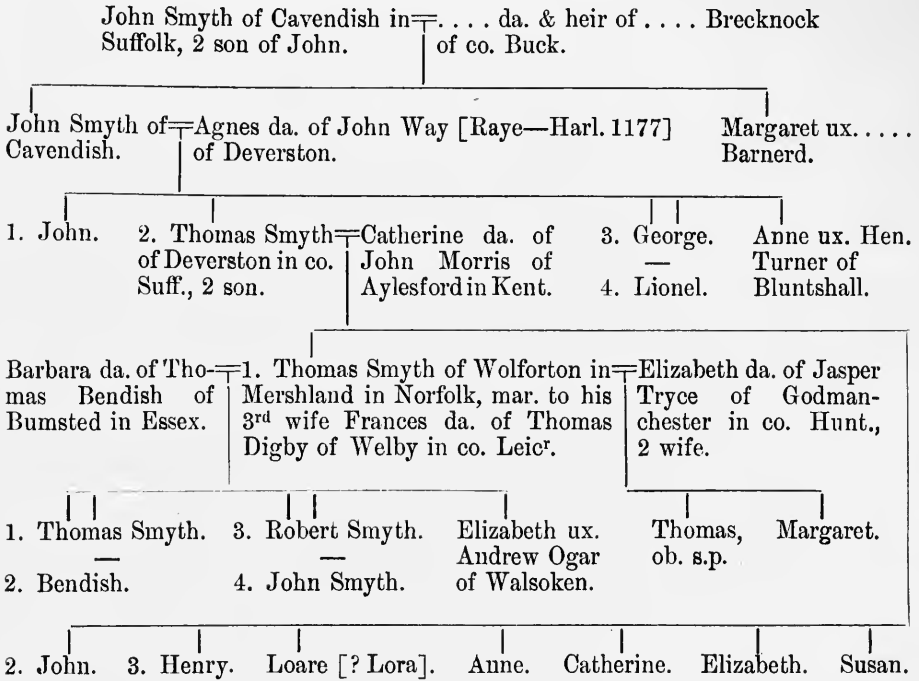 John Smyth of Cavendish in=. . . . da. & heir of . . . . Brecknock
Suffolk, 2 son of John. of co. Buck.
John Smyth of=Agnes da. of John Way [Raye—Harl. 1177] Margaret ux. . . . .
Cavendish. of Deverston. Barnerd.
1. John. 2. Thomas Smyth=Catherine da. of 3. George. Anne ux. Hen.
of Deverston in co. John Morris of — Turner of
Suff., 2 son. Aylesford in Kent. 4. Lionel. Bluntshall.
Barbara da. of Tho-=1. Thomas Smyth of Wolforton in=Elizabeth da. of Jasper
mas Bendish of Mershland in Norfolk, mar. to his Tryce of Godman-
Bumsted in Essex. 3rd wife Frances da. of Thomas chester in co. Hunt.,
Digby of Welby in co. Leicr. 2 wife.
1. Thomas Smyth. 3. Robert Smyth. Elizabeth ux. Thomas, Margaret.
— — Andrew Ogar ob. s.p.
2. Bendish. 4. John Smyth. of Walsoken.
2. John. 3. Henry. Loare [? Lora]. Anne. Catherine. Elizabeth. Susan.